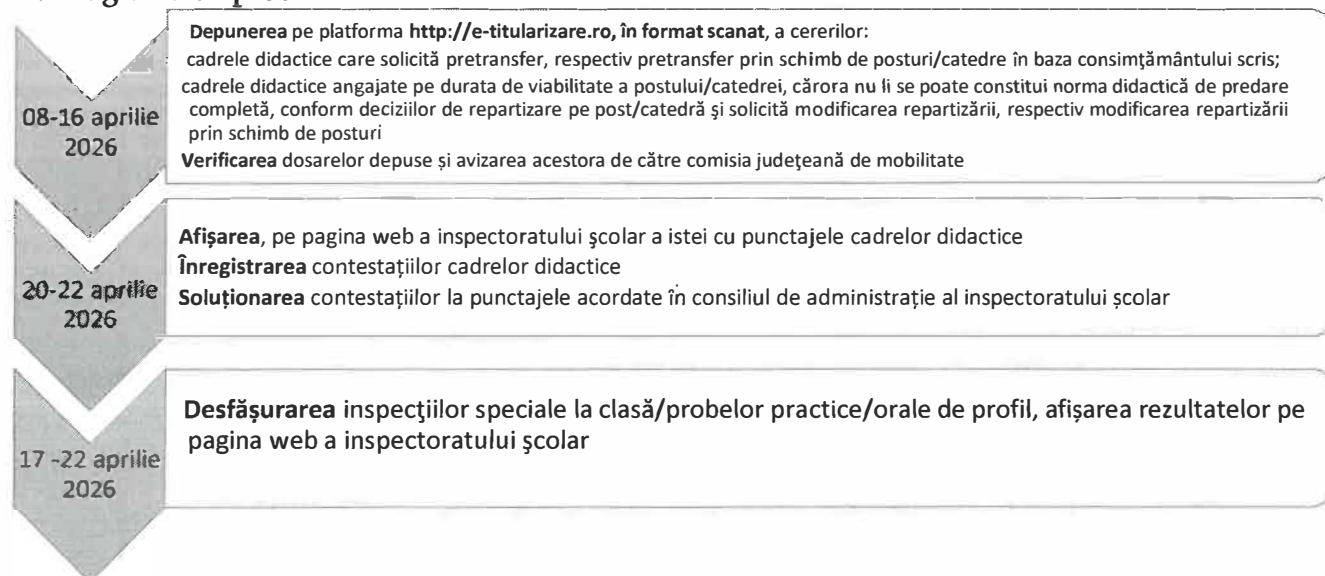 08-16 aprilie
2026
Depunerea pe platforma http://e-titularizare.ro, în format scanat, a cererilor:
cadrele didactice care solicită pretransfer, respectiv pretransfer prin schimb de posturi/catedre în baza consimțământului scris;
cadrele didactice angajate pe durata de viabilitate a postului/catedrei, cărora nu li se poate constitui norma didactică de predare
completă, conform deciziilor de repartizare pe post/catedră și solicită modificarea repartizării, respectiv modificarea repartizării
prin schimb de posturi
Verificarea dosarelor depuse și avizarea acestora de către comisia județeană de mobilitate
20-22 aprilie
2026
Afișarea, pe pagina web a inspectoratului școlar a istei cu punctajele cadrelor didactice
Înregistrarea contestațiilor cadrelor didactice
Soluționarea contestațiilor la punctajele acordate în consiliul de administrație al inspectoratului școlar
17 -22 aprilie
2026
Desfășurarea inspecțiilor speciale la clasă/probelor practice/orale de profil, afișarea rezultatelor pe
pagina web a inspectoratului școlar